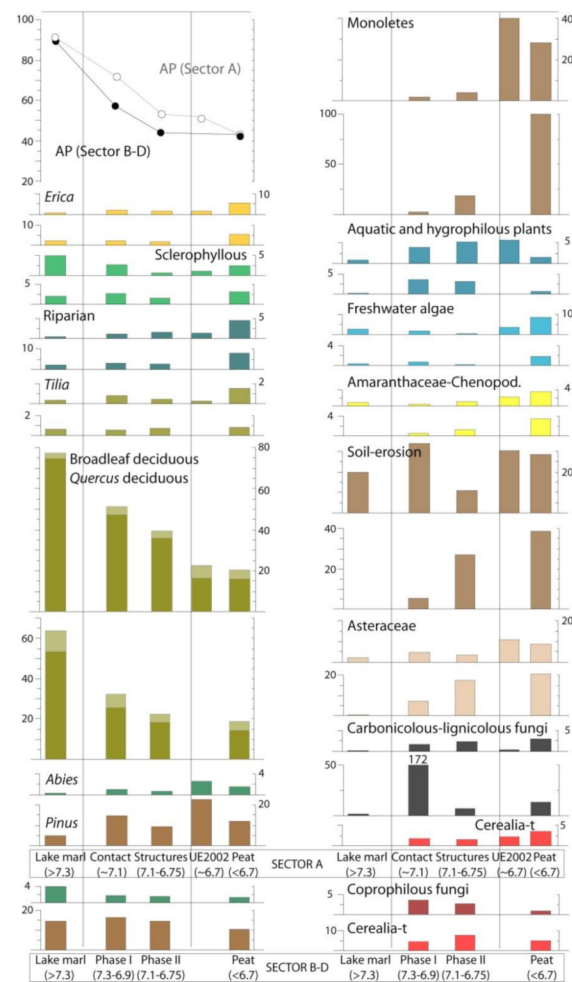 100
80
60
40
20
AP (Sector A)
AP (Sector B-D)
Erica
10
10
Sclerophyllous
5
5
Riparian
5
10
Tilia
2
2
Broadleaf deciduous
Quercus deciduous
80
60
40
20
60
40
20
Abies
4
Pinus
20
Monoletes
40
20
0
100
50
Aquatic and hygrophilous plants
5
5
Freshwater algae
10
4
Amaranthaceae-Chenopod.
4
4
Soil-erosion
20
40
20
Asteraceae
20
20
Carbonicolous-lignicolous fungi
5
50
172
Cerealia-t
5
Lake marl Contact Structures UE2002 Peat
(>7.3) (~7.1) (7.1-6.75) (~6.7) (<6.7)
SECTOR A
Lake marl Contact Structures UE2002 Peat
(>7.3) (~7.1) (7.1-6.75) (~6.7) (<6.7)
4
20
Coprophilous fungi
5
Cerealia-t
10
Lake marl Phase I Phase II Peat
(>7.3) (7.3-6.9) (7.1-6.75) (<6.7)
SECTOR B-D
Lake marl Phase I Phase II Peat
(>7.3) (7.3-6.9) (7.1-6.75) (<6.7)